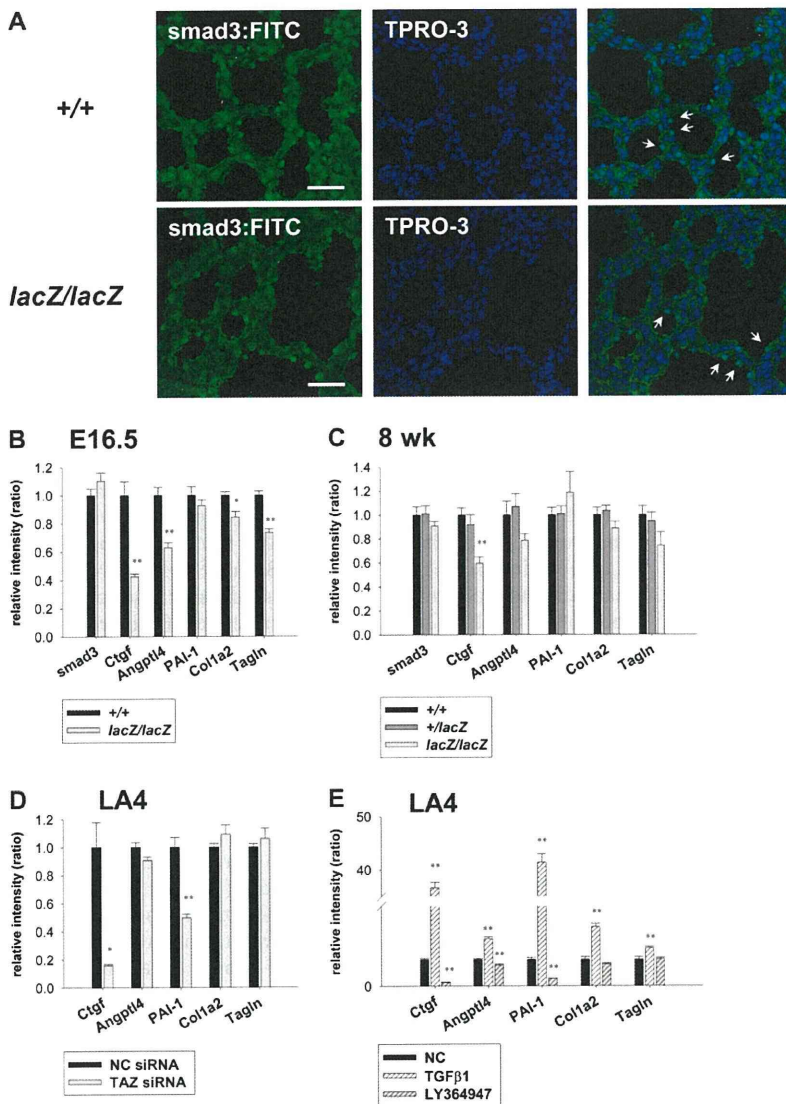 A
smad3:FITC
TPRO-3
+/+
smad3:FITC
TPRO-3
lacZ/lacZ
B E16.5
relative intensity (ratio)
1.2
1.0
0.8
0.6
0.4
0.2
0.0
**
**
*
**
smad3
Ctgf
Angptl4
PAI-1
Col1a2
Tagln
+/+
lacZ/lacZ
C 8 wk
relative intensity (ratio)
1.4
1.2
1.0
0.8
0.6
0.4
0.2
0.0
**
smad3
Ctgf
Angptl4
PAI-1
Col1a2
Tagln
+/+
+/lacZ
lacZ/lacZ
D LA4
relative intensity (ratio)
1.2
1.0
0.8
0.6
0.4
0.2
0.0
*
**
Ctgf
Angptl4
PAI-1
Col1a2
Tagln
NC siRNA
TAZ siRNA
E LA4
relative intensity (ratio)
50
40
0
**
**
**
**
**
**
**
**
Ctgf
Angptl4
PAI-1
Col1a2
Tagln
NC
TGFβ1
LY364947